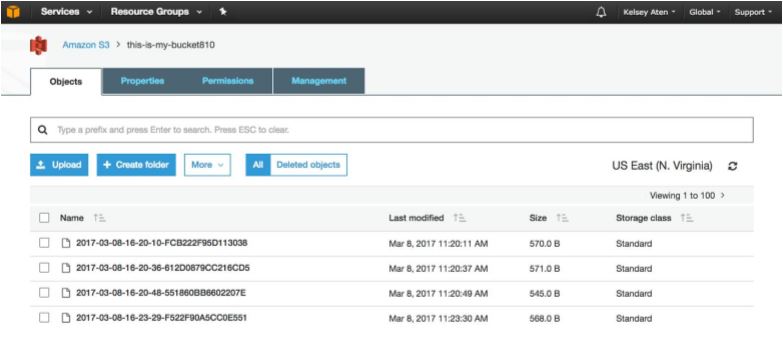 Services Resource Groups Kelsey Aten Global Support
Amazon S3 > this-is-my-bucket810
Objects Properties Permissions Management
Type a prefix and press Enter to search. Press ESC to clear.
Upload + Create folder More All Deleted objects US East (N. Virginia)
Viewing 1 to 100 >
Name Last modified Size Storage class
2017-03-08-16-20-10-FCB222F95D113038 Mar 8, 2017 11:20:11 AM 570.0 B Standard
2017-03-08-16-20-36-612D0879CC216CD5 Mar 8, 2017 11:20:37 AM 571.0 B Standard
2017-03-08-16-20-48-551860BB6602207E Mar 8, 2017 11:20:49 AM 545.0 B Standard
2017-03-08-16-23-29-F522F90A5CC0E551 Mar 8, 2017 11:23:30 AM 568.0 B Standard